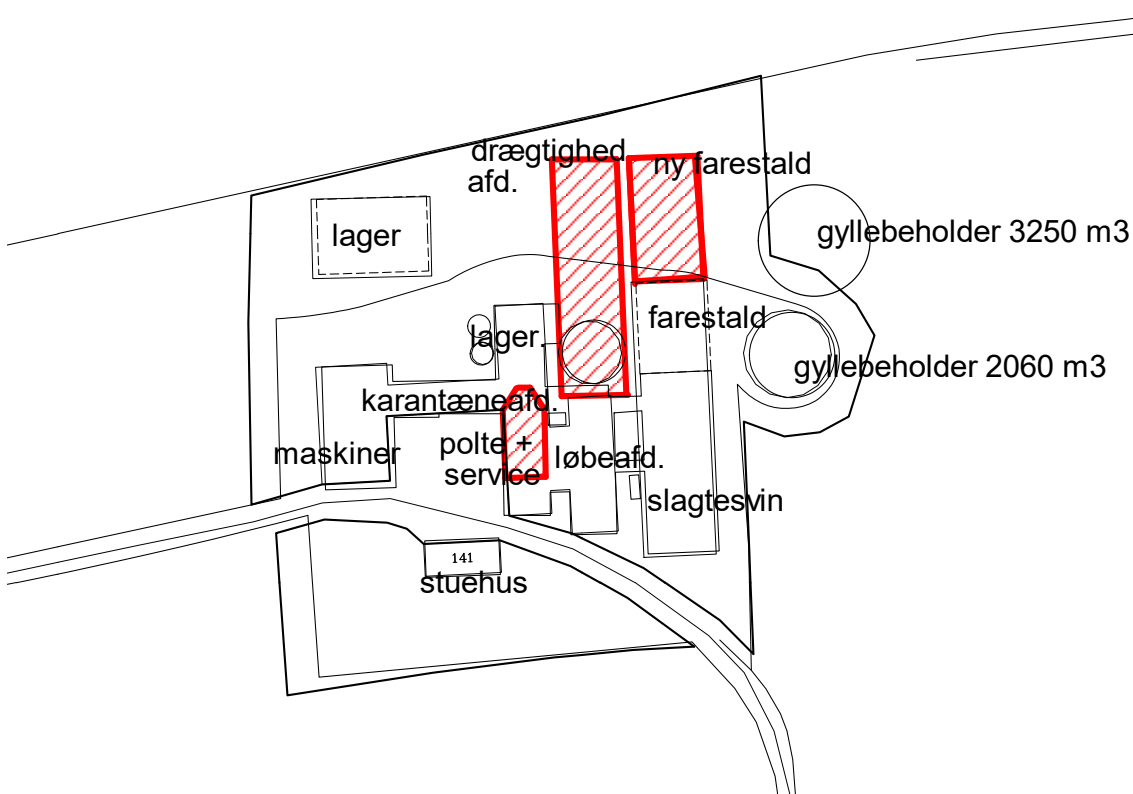 drægtighed
afd.
ny farestald
lager
gyllebeholder 3250 m3
farestald
lager.
gyllebeholder 2060 m3
karantæneafd.
maskiner
polte +
service
løbeafd.
slagtesvin
141
stuehus